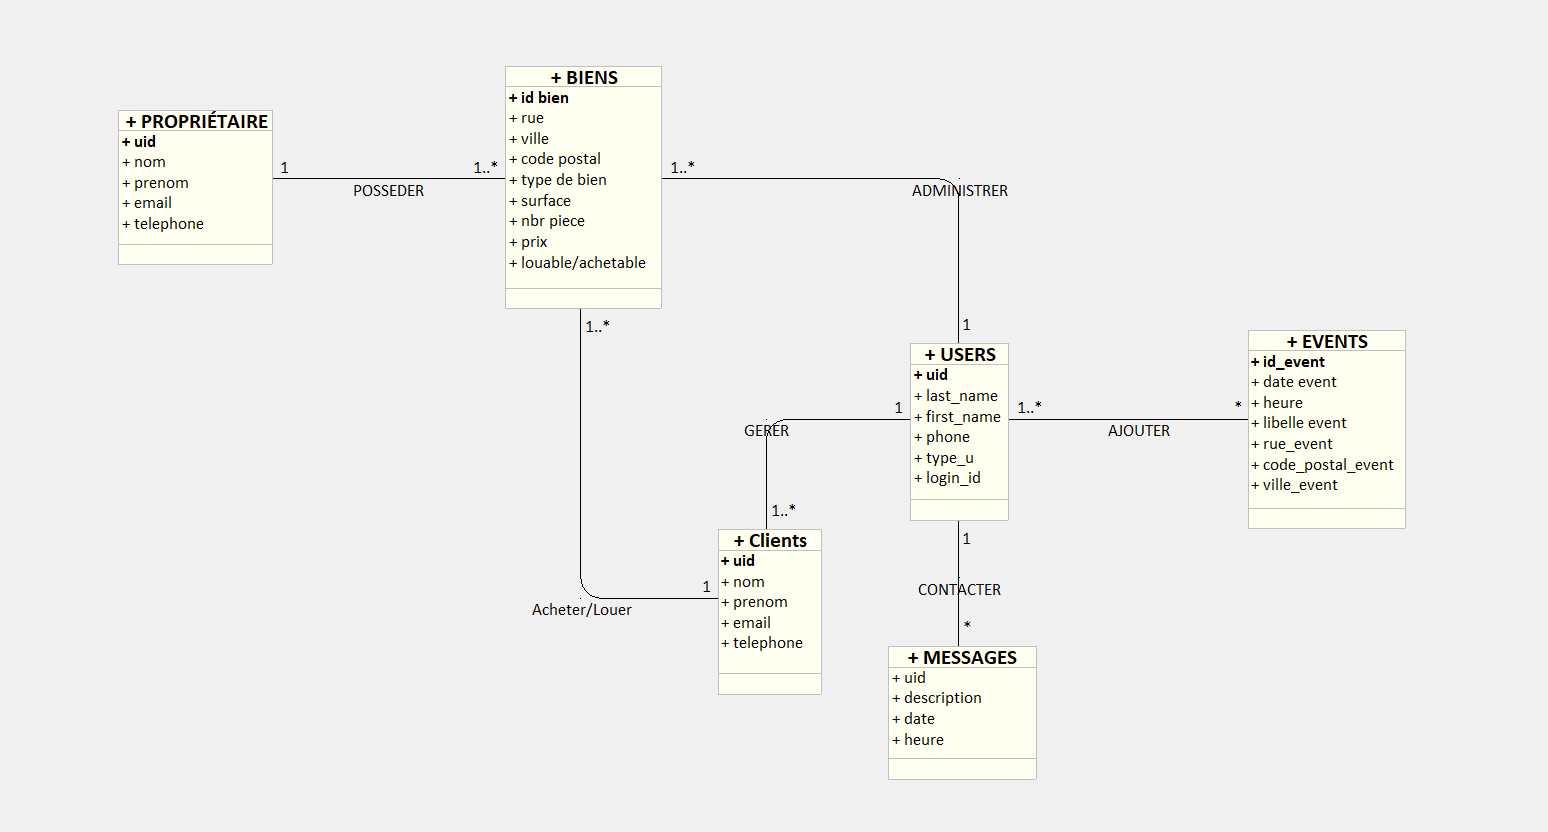 + PROPRIÉTAIRE
+ uid
+ nom
+ prenom
+ email
+ telephone
1
1..*
POSSEDER
+ BIENS
+ id bien
+ rue
+ ville
+ code postal
+ type de bien
+ surface
+ nbr piece
+ prix
+ louable/achetable
1..*
ADMINISTRER
1
1..*
1
Acheter/Louer
+ USERS
+ uid
+ last_name
+ first_name
+ phone
+ type_u
+ login_id
1
GERER
1..*
1..*
*
AJOUTER
+ EVENTS
+ id_event
+ date event
+ heure
+ libelle event
+ rue_event
+ code_postal_event
+ ville_event
+ Clients
+ uid
+ nom
+ prenom
+ email
+ telephone
1
CONTACTER
*
+ MESSAGES
+ uid
+ description
+ date
+ heure